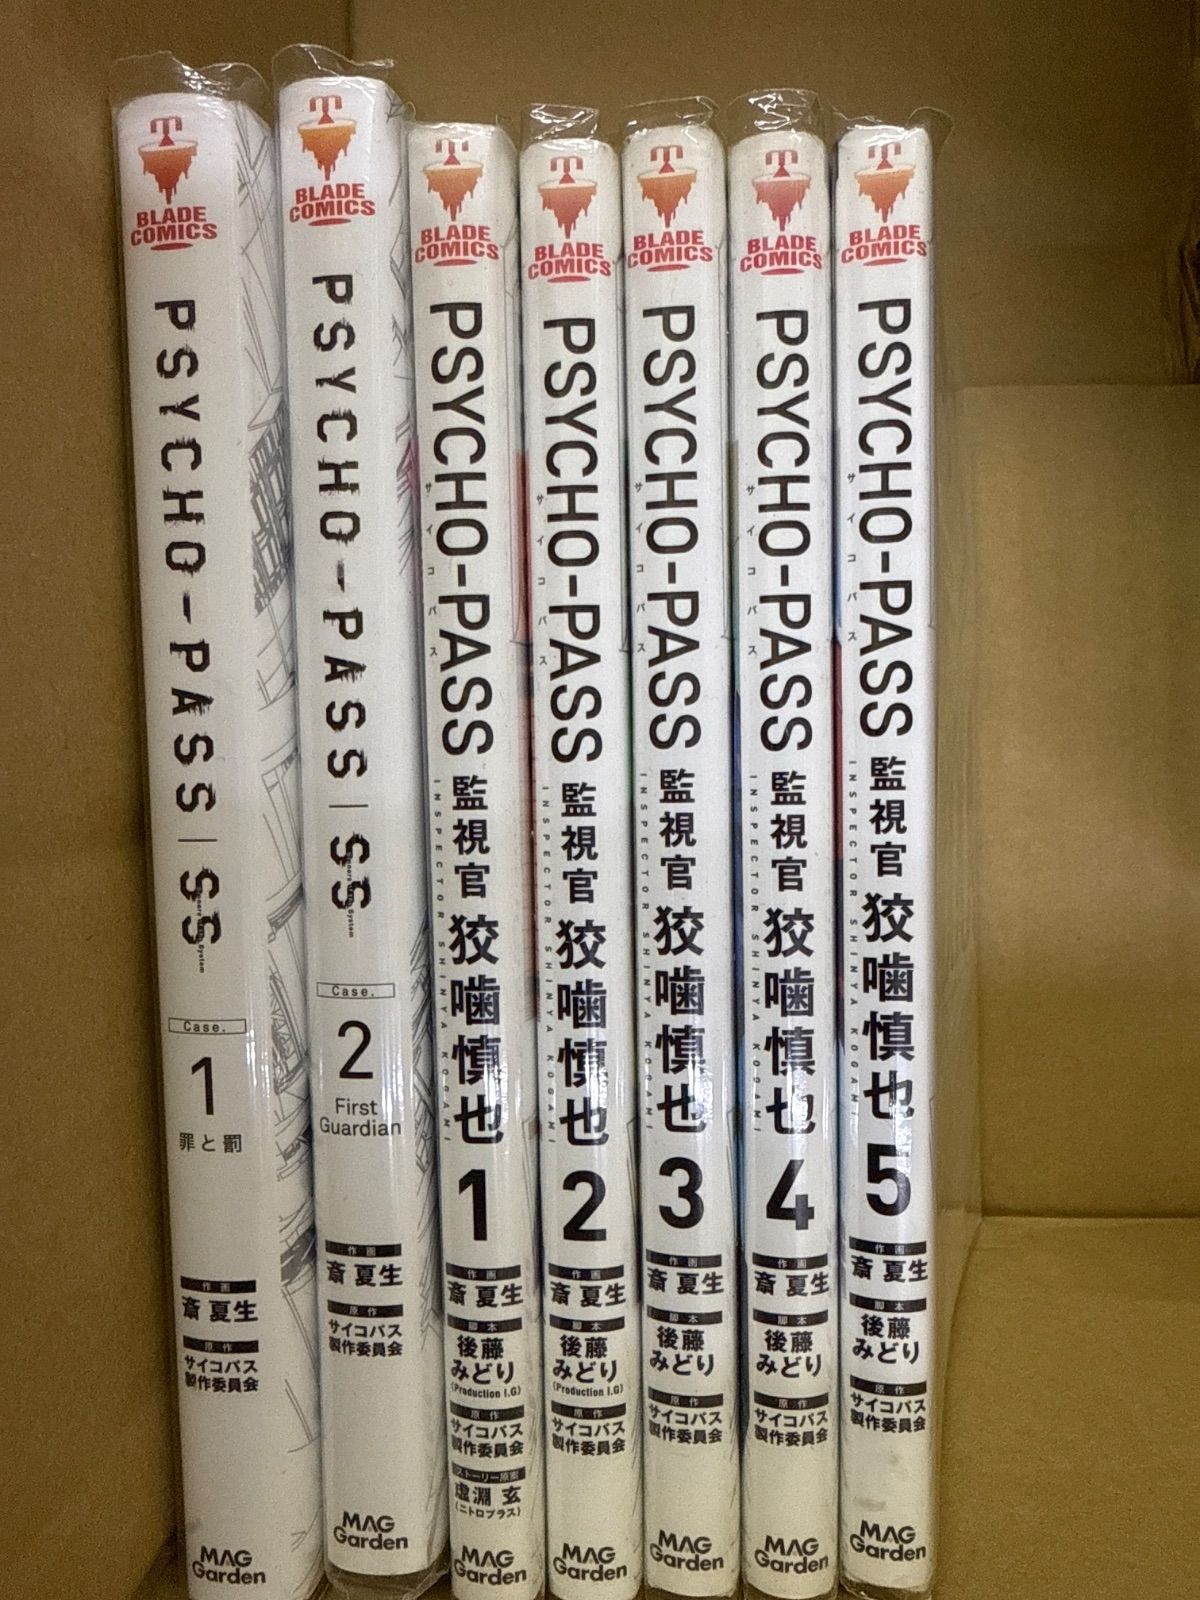 BLADE
COMICS
PSYCHO-PASS SS
Sinners of the System
Case.
1
罪と罰
作画
斎 夏生
原作
サイコパス
製作委員会
MAG
Garden
BLADE
COMICS
PSYCHO-PASS SS
Sinners of the System
Case.
2
First
Guardian
作画
斎 夏生
原作
サイコパス
製作委員会
MAG
Garden
BLADE
COMICS
PSYCHO-PASS
サイコパス
監視官 狡噛慎也
INSPECTOR SHINYA KOGAMI
1
作画
斎 夏生
脚本
後藤
みどり
(Production I.G)
原作
サイコパス
製作委員会
ストーリー原案
虚淵 玄
(ニトロプラス)
MAG
Garden
BLADE
COMICS
PSYCHO-PASS
サイコパス
監視官 狡噛慎也
INSPECTOR SHINYA KOGAMI
2
作画
斎 夏生
脚本
後藤
みどり
(Production I.G)
原作
サイコパス
製作委員会
MAG
Garden
BLADE
COMICS
PSYCHO-PASS
サイコパス
監視官 狡噛慎也
INSPECTOR SHINYA KOGAMI
3
作画
斎 夏生
脚本
後藤
みどり
原作
サイコパス
製作委員会
MAG
Garden
BLADE
COMICS
PSYCHO-PASS
サイコパス
監視官 狡噛慎也
INSPECTOR SHINYA KOGAMI
4
作画
斎 夏生
脚本
後藤
みどり
原作
サイコパス
製作委員会
MAG
Garden
BLADE
COMICS
PSYCHO-PASS
サイコパス
監視官 狡噛慎也
INSPECTOR SHINYA KOGAMI
5
作画
斎 夏生
脚本
後藤
みどり
原作
サイコパス
製作委員会
MAG
Garden